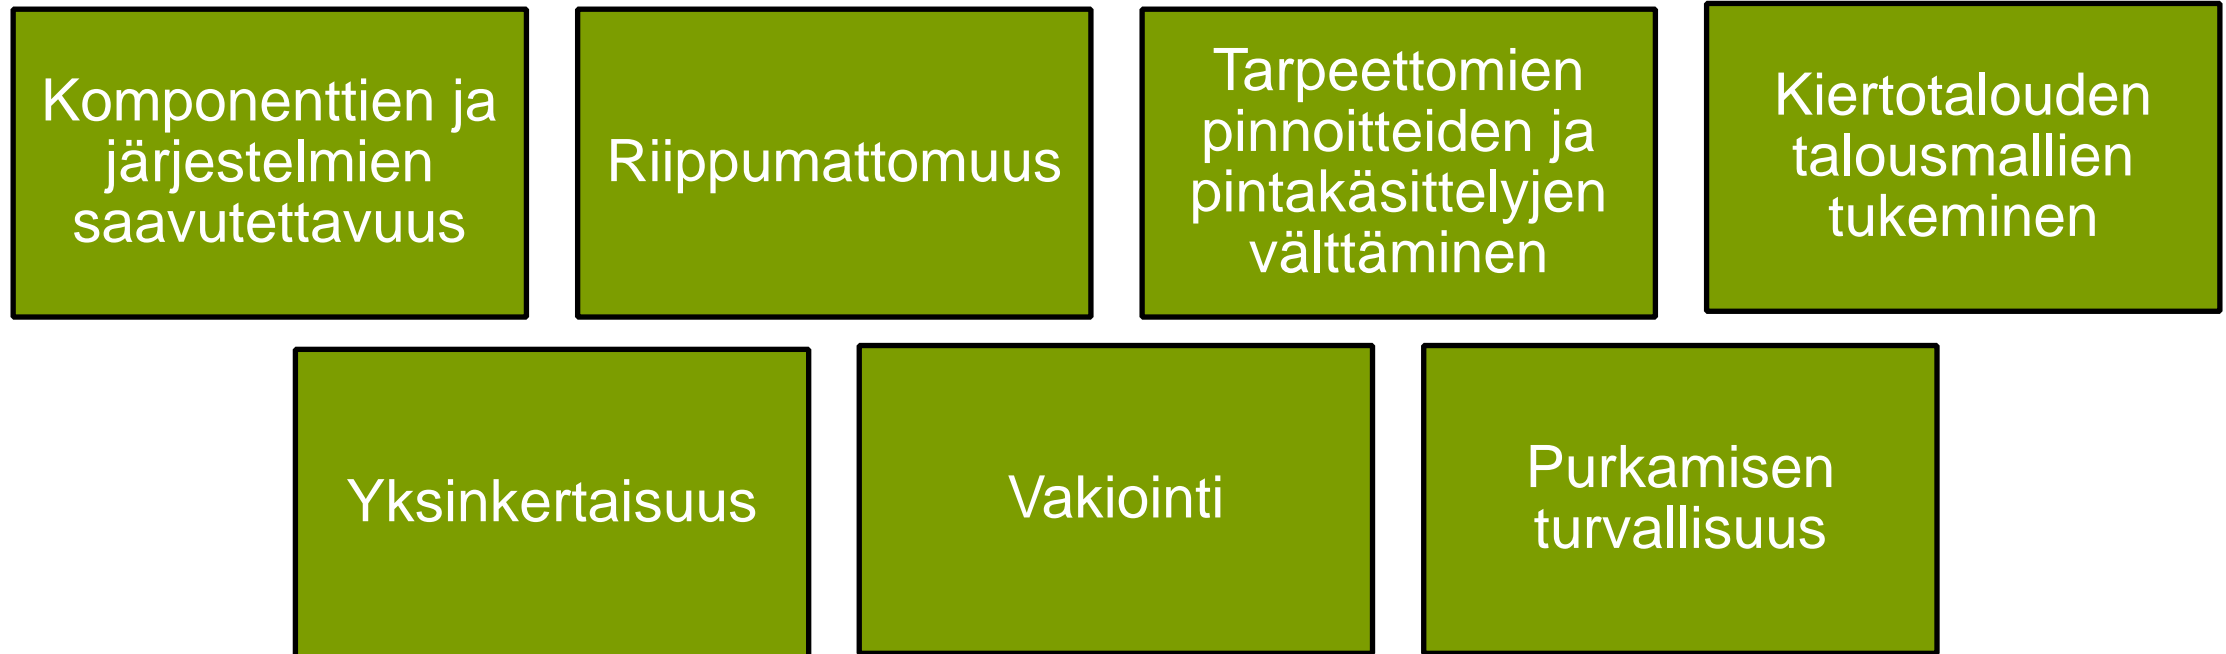 Komponenttien ja
järjestelmien
saavutettavuus
Riippumattomuus
Tarpeettomien
pinnoitteiden ja
pintakäsittelyjen
välttäminen
Kiertotalouden
talousmallien
tukeminen
Yksinkertaisuus
Vakiointi
Purkamisen
turvallisuus